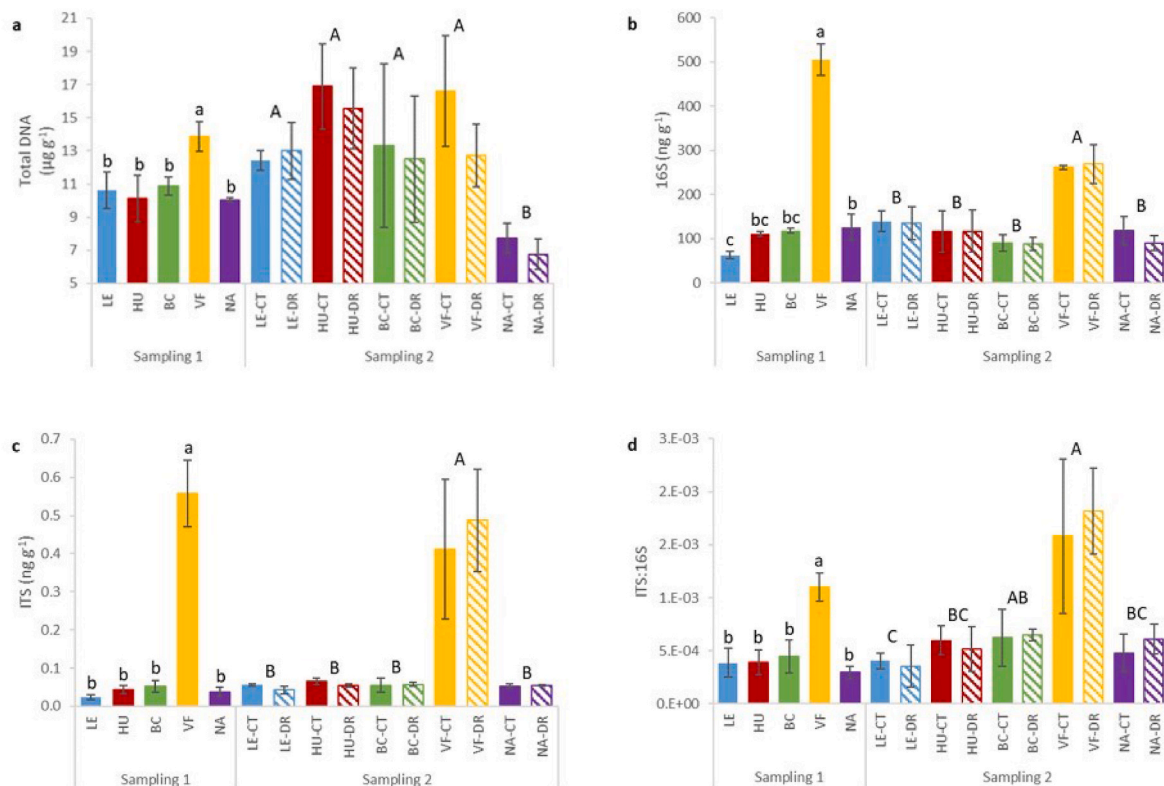 a
Total DNA
(µg g-1)
21
19
17
15
13
11
9
7
5
b
b
b
a
b
A
A
A
A
B
LE
HU
BC
VF
NA
LE-CT
LE-DR
HU-CT
HU-DR
BC-CT
BC-DR
VF-CT
VF-DR
NA-CT
NA-DR
Sampling 1
Sampling 2
b
16S (ng g-1)
600
500
400
300
200
100
0
c
bc
bc
a
b
B
B
B
A
B
LE
HU
BC
VF
NA
LE-CT
LE-DR
HU-CT
HU-DR
BC-CT
BC-DR
VF-CT
VF-DR
NA-CT
NA-DR
Sampling 1
Sampling 2
c
ITS (ng g-1)
0.7
0.6
0.5
0.4
0.3
0.2
0.1
0.0
b
b
b
a
b
B
B
B
A
B
LE
HU
BC
VF
NA
LE-CT
LE-DR
HU-CT
HU-DR
BC-CT
BC-DR
VF-CT
VF-DR
NA-CT
NA-DR
Sampling 1
Sampling 2
d
ITS:16S
3.E-03
2.E-03
2.E-03
1.E-03
5.E-04
0.E+00
b
b
b
a
b
C
BC
AB
A
BC
LE
HU
BC
VF
NA
LE-CT
LE-DR
HU-CT
HU-DR
BC-CT
BC-DR
VF-CT
VF-DR
NA-CT
NA-DR
Sampling 1
Sampling 2